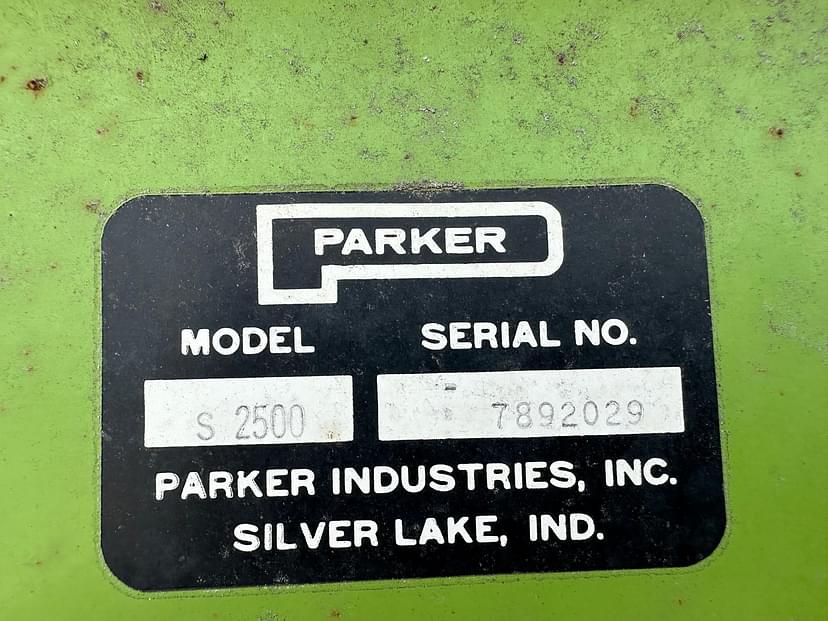 PARKER
MODEL SERIAL NO.
S 2500 7892029
PARKER INDUSTRIES, INC.
SILVER LAKE, IND.